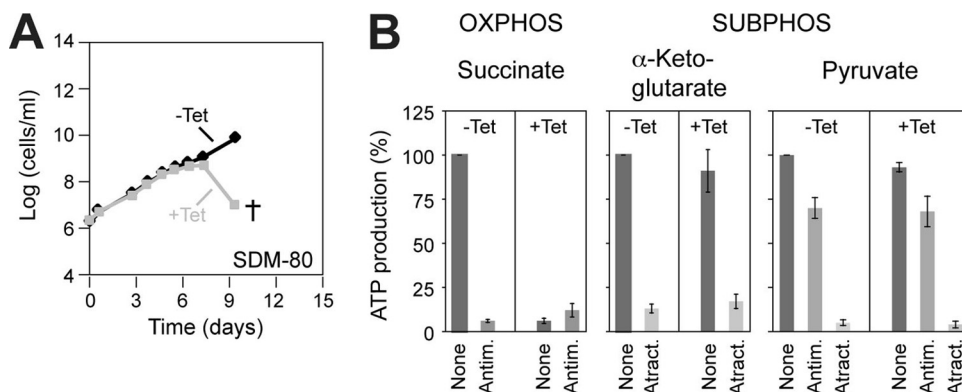 A
14
12
10
8
6
4
Log (cells/ml)
-Tet
+Tet
†
SDM-80
0
3
6
9
12
15
Time (days)
B
OXPHOS
SUBPHOS
Succinate
α-Keto-
glutarate
Pyruvate
ATP production (%)
125
100
75
50
25
0
-Tet
+Tet
-Tet
+Tet
-Tet
+Tet
None
Antim.
None
Antim.
None
Atract.
None
Atract.
None
Antim.
Atract.
None
Antim.
Atract.